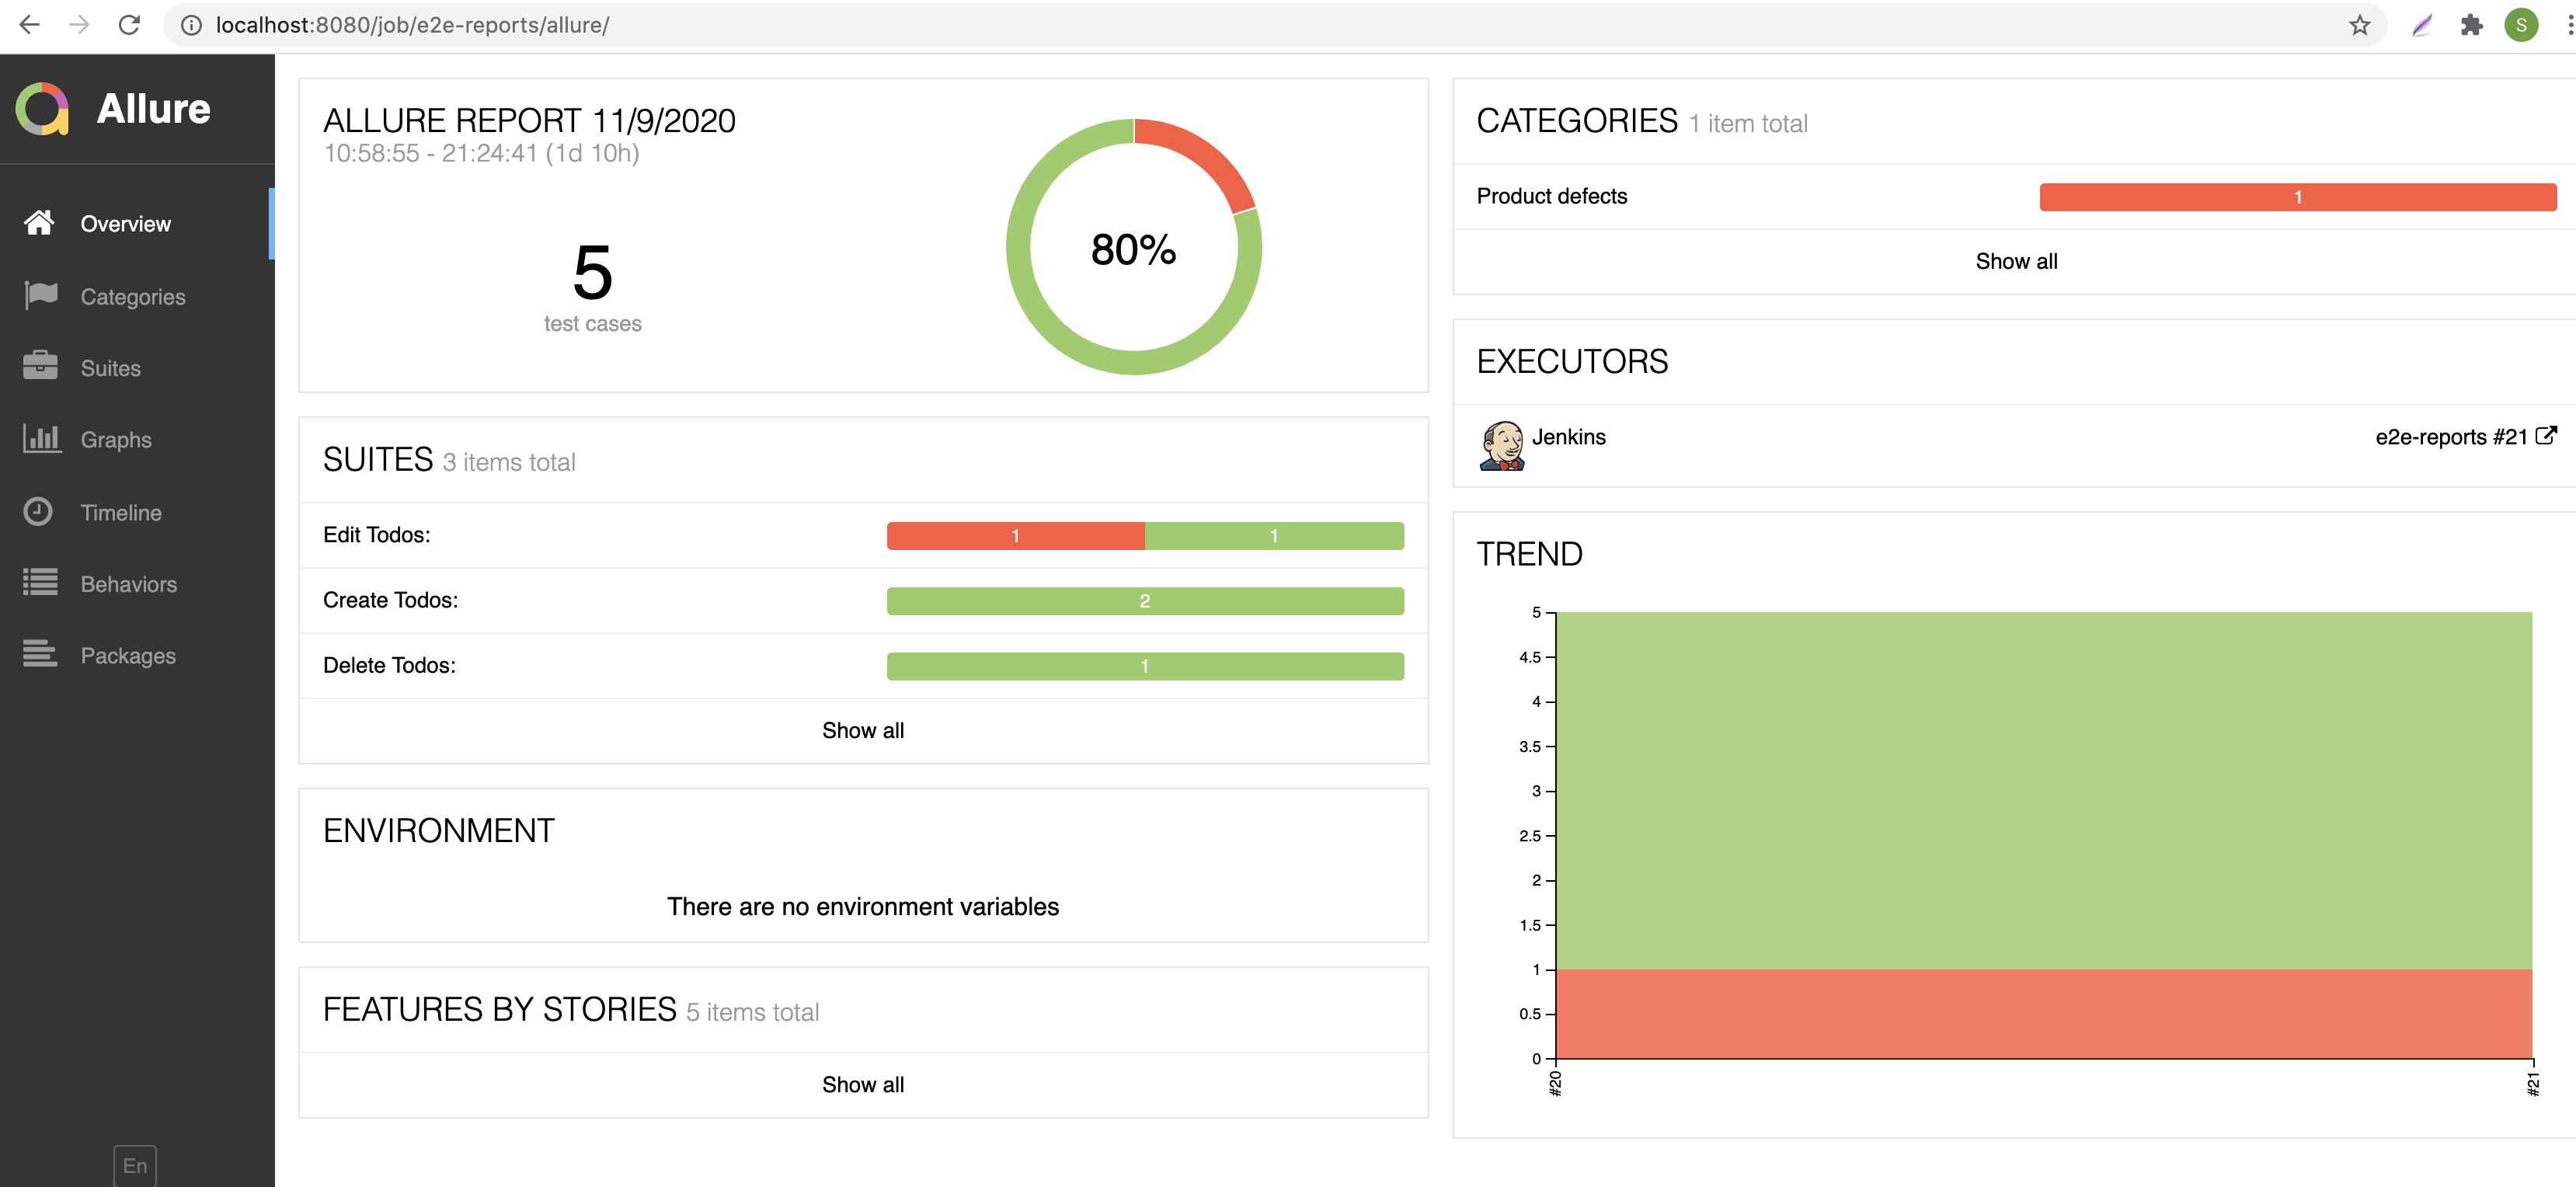 localhost:8080/job/e2e-reports/allure/
S
Allure
Overview
Categories
Suites
Graphs
Timeline
Behaviors
Packages
En
ALLURE REPORT 11/9/2020
10:58:55 - 21:24:41 (1d 10h)
5
test cases
80%
SUITES 3 items total
Edit Todos: 1 1
Create Todos: 2
Delete Todos: 1
Show all
ENVIRONMENT
There are no environment variables
FEATURES BY STORIES 5 items total
Show all
CATEGORIES 1 item total
Product defects 1
Show all
EXECUTORS
Jenkins e2e-reports #21
TREND
5
4.5
4
3.5
3
2.5
2
1.5
1
0.5
0
#20 #21